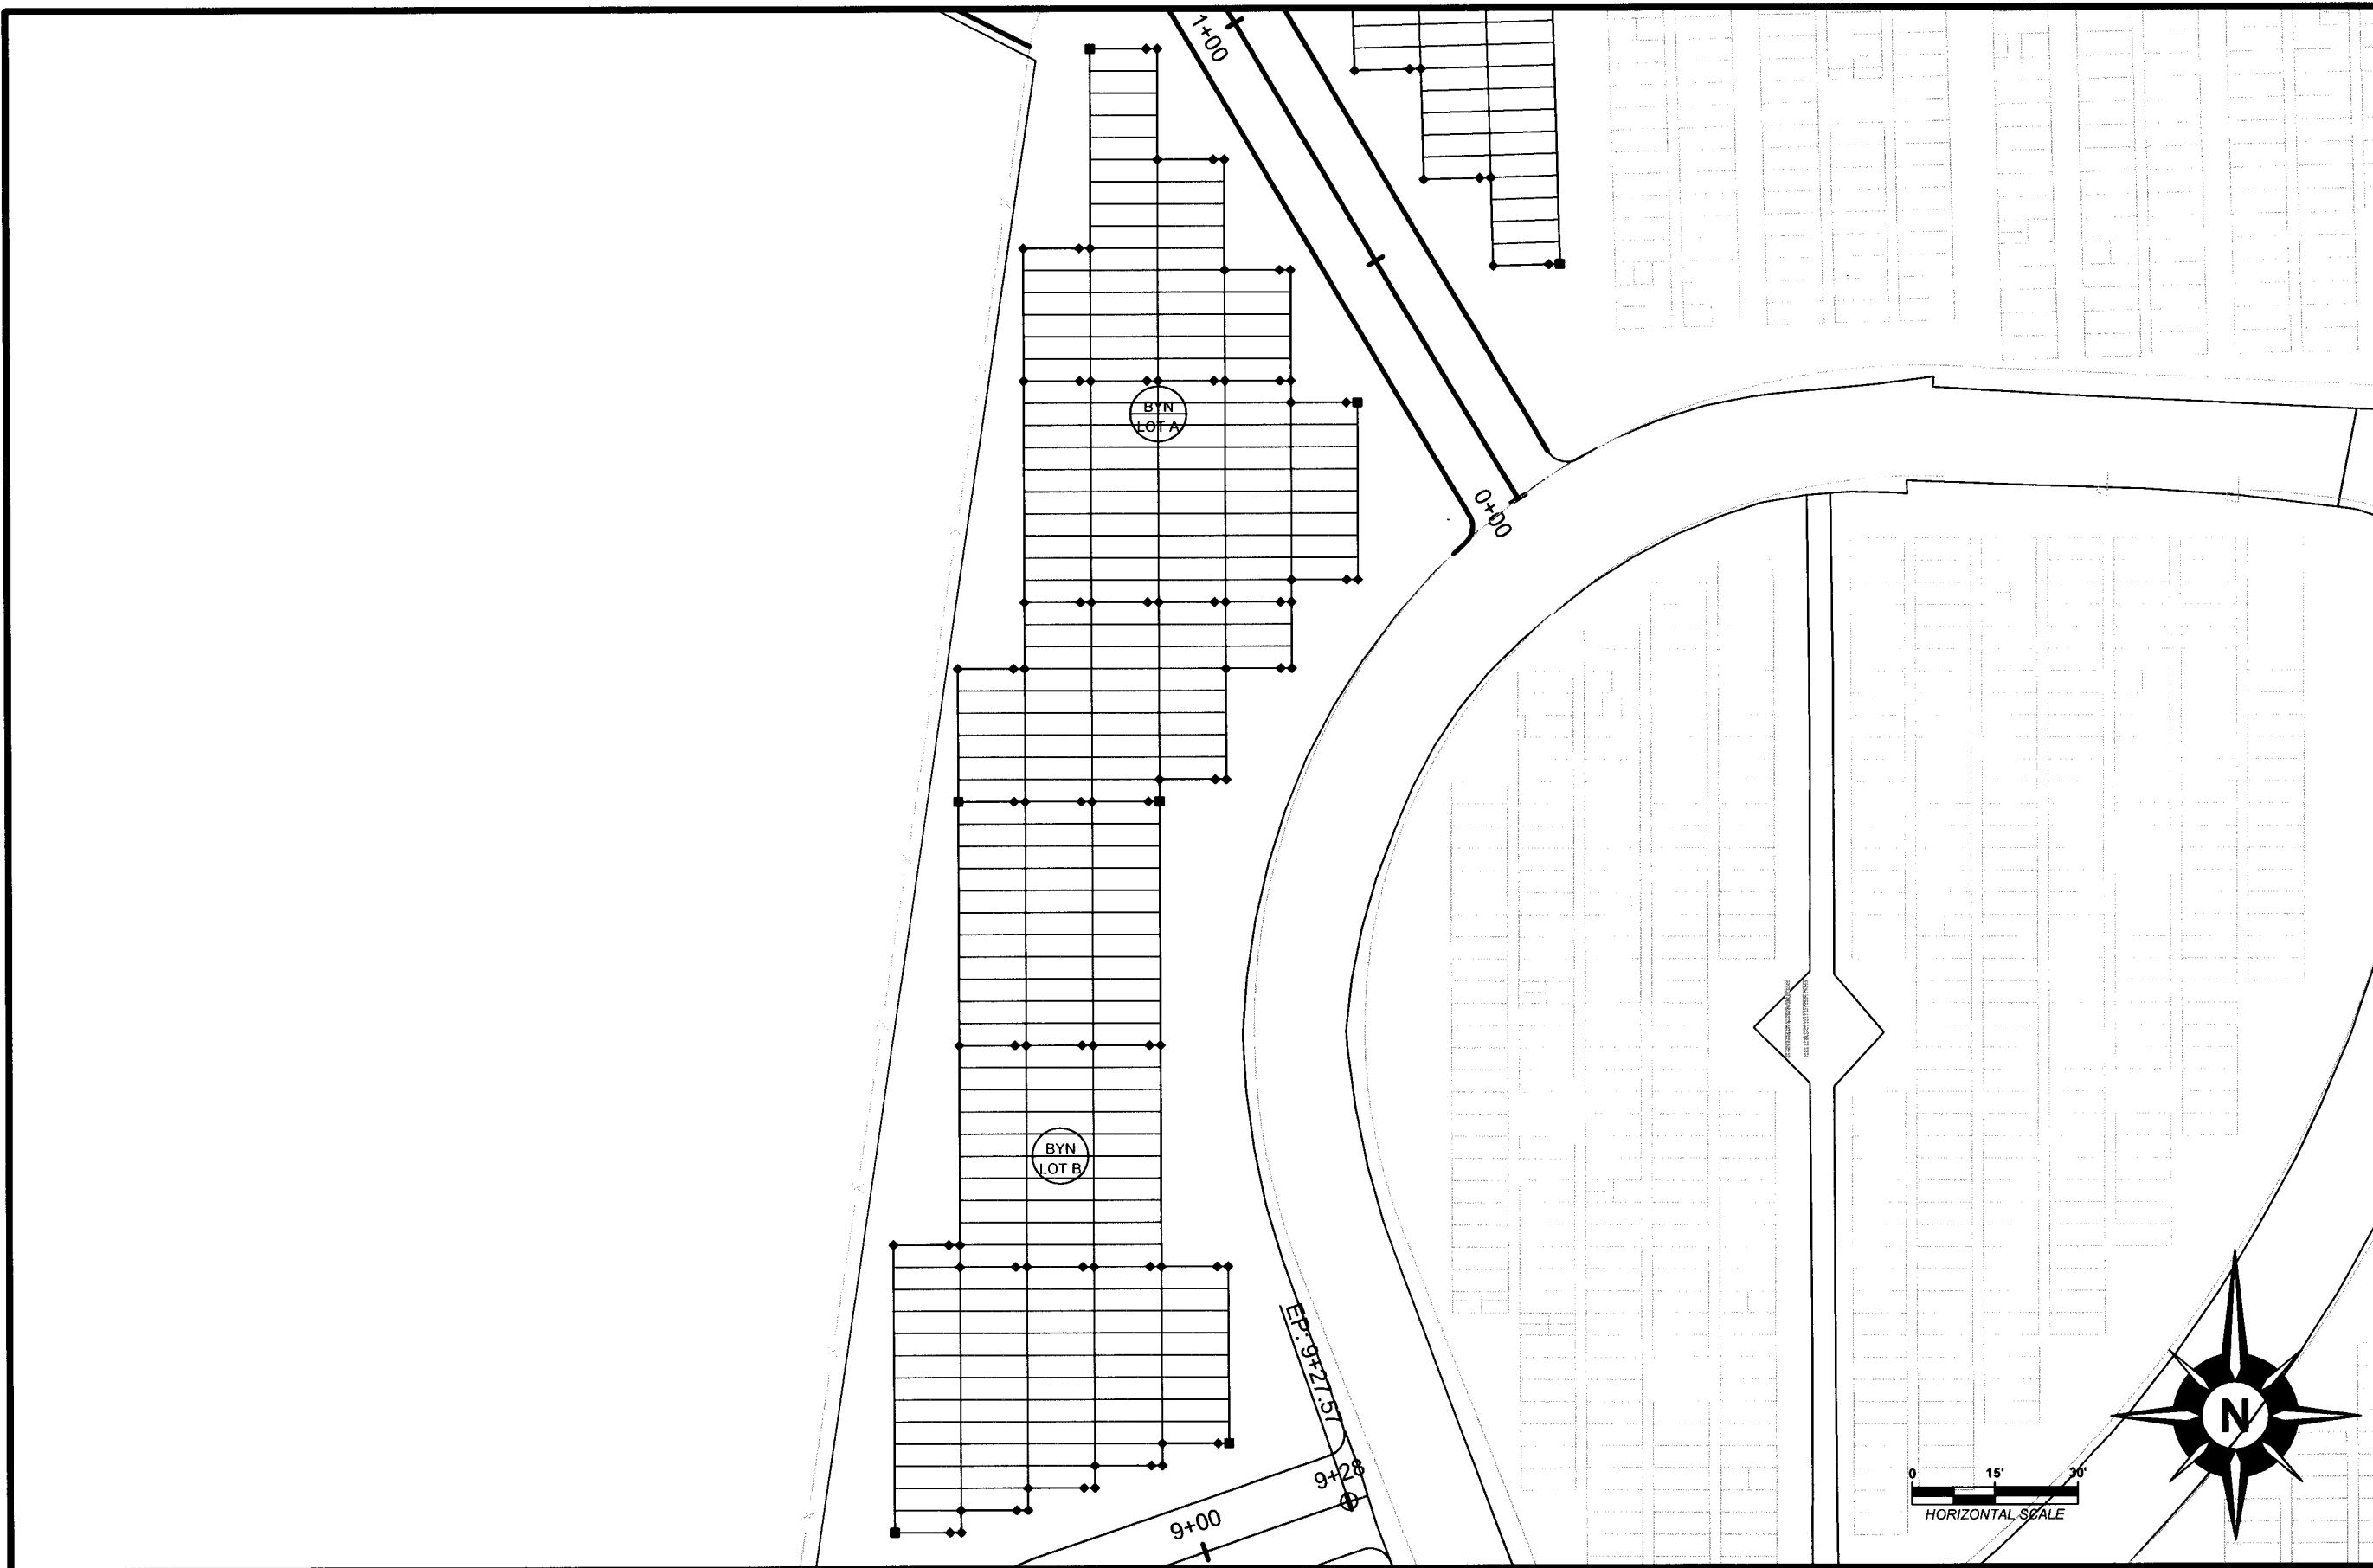 1+00
BYN
LOT A
0+00
BYN
LOT B
EP: 9+27.57
9+28
9+00
N
0 15' 30'
HORIZONTAL SCALE